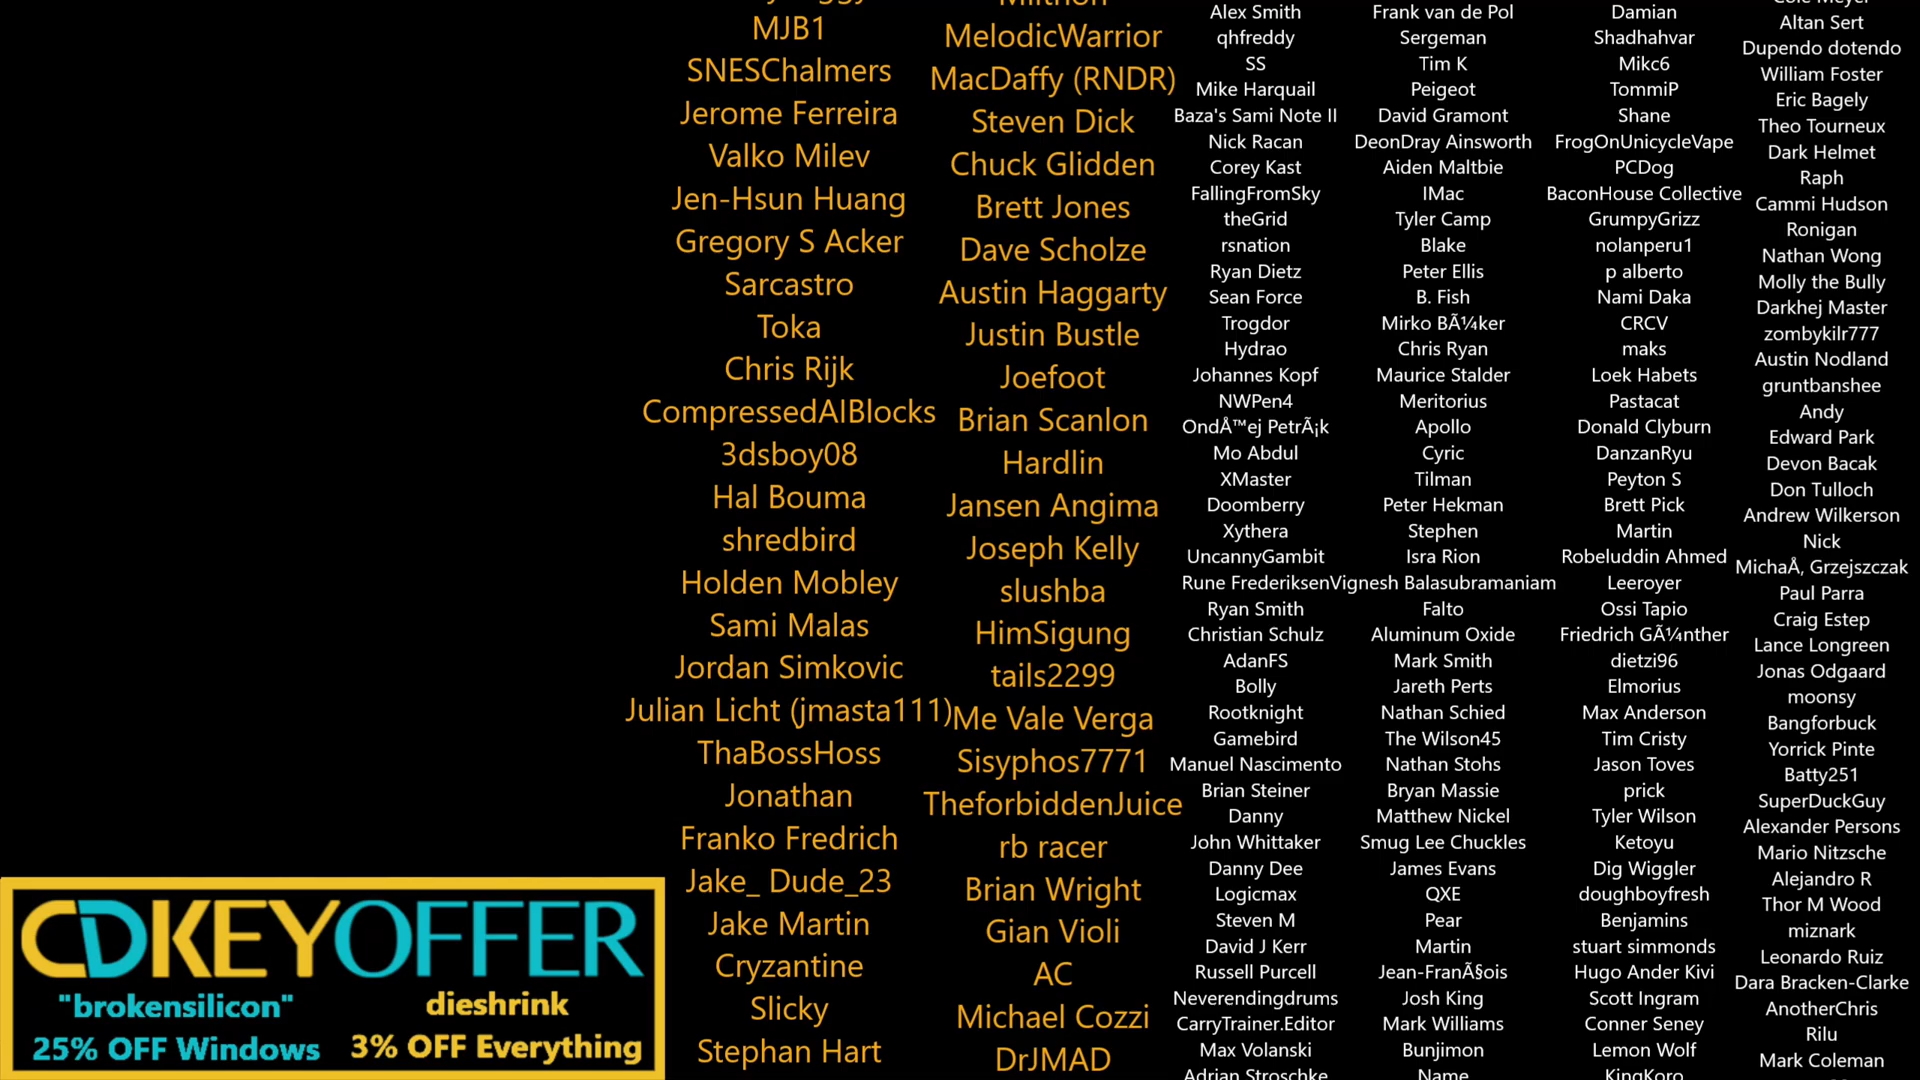 MJB1
SNESChalmers
Jerome Ferreira
Valko Milev
Jen-Hsun Huang
Gregory S Acker
Sarcastro
Toka
Chris Rijk
CompressedAIBlocks
3dsboy08
Hal Bouma
shredbird
Holden Mobley
Sami Malas
Jordan Simkovic
Julian Licht (jmasta111)
ThaBossHoss
Jonathan
Franko Fredrich
Jake_ Dude_23
Jake Martin
Cryzantine
Slicky
Stephan Hart
MelodicWarrior
MacDaffy (RNDR)
Steven Dick
Chuck Glidden
Brett Jones
Dave Scholze
Austin Haggarty
Justin Bustle
Joefoot
Brian Scanlon
Hardlin
Jansen Angima
Joseph Kelly
slushba
HimSigung
tails2299
Me Vale Verga
Sisyphos7771
TheforbiddenJuice
rb racer
Brian Wright
Gian Violi
AC
Michael Cozzi
DrJMAD
Alex Smith
qhfreddy
SS
Mike Harquail
Baza's Sami Note II
Nick Racan
Corey Kast
FallingFromSky
theGrid
rsnation
Ryan Dietz
Sean Force
Trogdor
Hydrao
Johannes Kopf
NWPen4
OndÅ™ej PetrÃ¡k
Mo Abdul
XMaster
Doomberry
Xythera
UncannyGambit
Rune Frederiksen
Ryan Smith
Christian Schulz
AdanFS
Bolly
Rootknight
Gamebird
Manuel Nascimento
Brian Steiner
Danny
John Whittaker
Danny Dee
Logicmax
Steven M
David J Kerr
Russell Purcell
Neverendingdrums
CarryTrainer.Editor
Max Volanski
Adrian Stroschke
Frank van de Pol
Sergeman
Tim K
Peigeot
David Gramont
DeonDray Ainsworth
Aiden Maltbie
IMac
Tyler Camp
Blake
Peter Ellis
B. Fish
Mirko BÃ¼ker
Chris Ryan
Maurice Stalder
Meritorius
Apollo
Cyric
Tilman
Peter Hekman
Stephen
Isra Rion
Vignesh Balasubramaniam
Falto
Aluminum Oxide
Mark Smith
Jareth Perts
Nathan Schied
The Wilson45
Nathan Stohs
Bryan Massie
Matthew Nickel
Smug Lee Chuckles
James Evans
QXE
Pear
Martin
Jean-FranÃ§ois
Josh King
Mark Williams
Bunjimon
Name
Damian
Shadhahvar
Mikc6
TommiP
Shane
FrogOnUnicycleVape
PCDog
BaconHouse Collective
GrumpyGrizz
nolanperu1
p alberto
Nami Daka
CRCV
maks
Loek Habets
Pastacat
Donald Clyburn
DanzanRyu
Peyton S
Brett Pick
Martin
Robeluddin Ahmed
Leeroyer
Ossi Tapio
Friedrich GÃ¼nther
dietzi96
Elmorius
Max Anderson
Tim Cristy
Jason Toves
prick
Tyler Wilson
Ketoyu
Dig Wiggler
doughboyfresh
Benjamins
stuart simmonds
Hugo Ander Kivi
Scott Ingram
Conner Seney
Lemon Wolf
KingKoro
Altan Sert
Dupendo dotendo
William Foster
Eric Bagely
Theo Tourneux
Dark Helmet
Raph
Cammi Hudson
Ronigan
Nathan Wong
Molly the Bully
Darkhej Master
zombykilr777
Austin Nodland
gruntbanshee
Andy
Edward Park
Devon Bacak
Don Tulloch
Andrew Wilkerson
Nick
MichaÅ‚ Grzejszczak
Paul Parra
Craig Estep
Lance Longreen
Jonas Odgaard
moonsy
Bangforbuck
Yorrick Pinte
Batty251
SuperDuckGuy
Alexander Persons
Mario Nitzsche
Alejandro R
Thor M Wood
miznark
Leonardo Ruiz
Dara Bracken-Clarke
AnotherChris
Rilu
Mark Coleman
CDKEYOFFER
"brokensilicon"
25% OFF Windows
dieshrink
3% OFF Everything